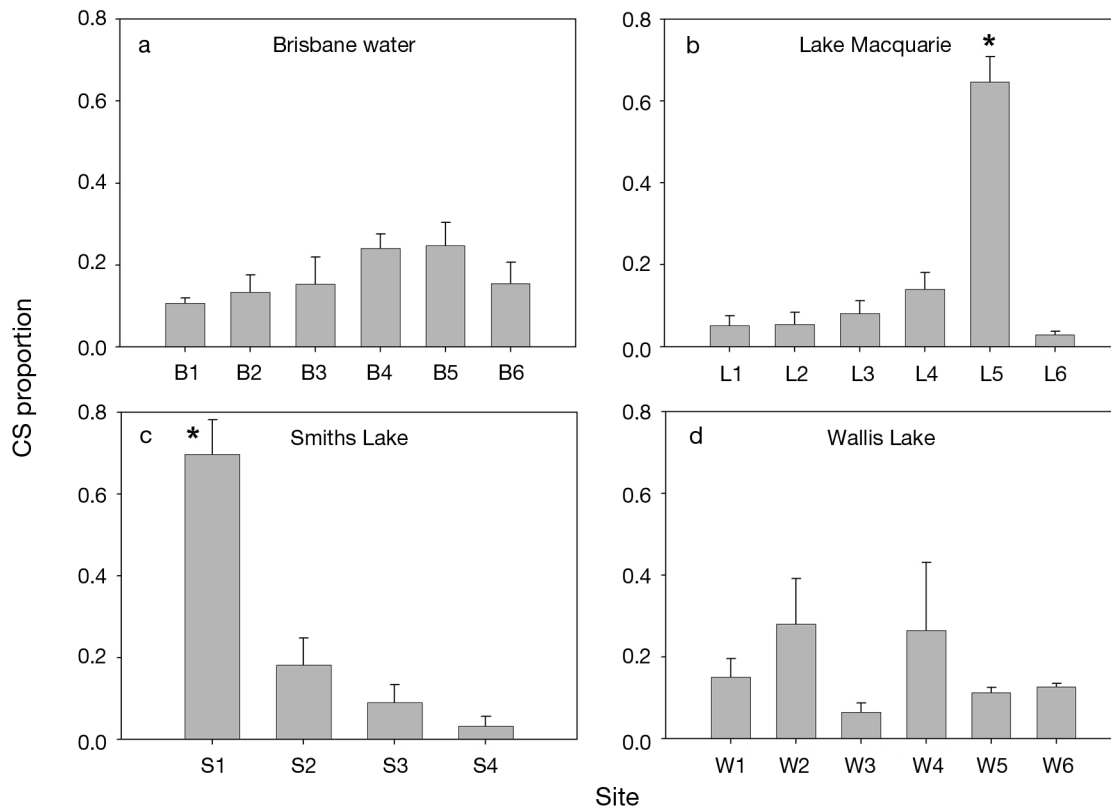 a
Brisbane water
0.8
0.6
0.4
0.2
0.0
B1 B2 B3 B4 B5 B6
b
Lake Macquarie
*
0.8
0.6
0.4
0.2
0.0
L1 L2 L3 L4 L5 L6
CS proportion
c
*
Smiths Lake
0.8
0.6
0.4
0.2
0.0
S1 S2 S3 S4
d
Wallis Lake
0.8
0.6
0.4
0.2
0.0
W1 W2 W3 W4 W5 W6
Site